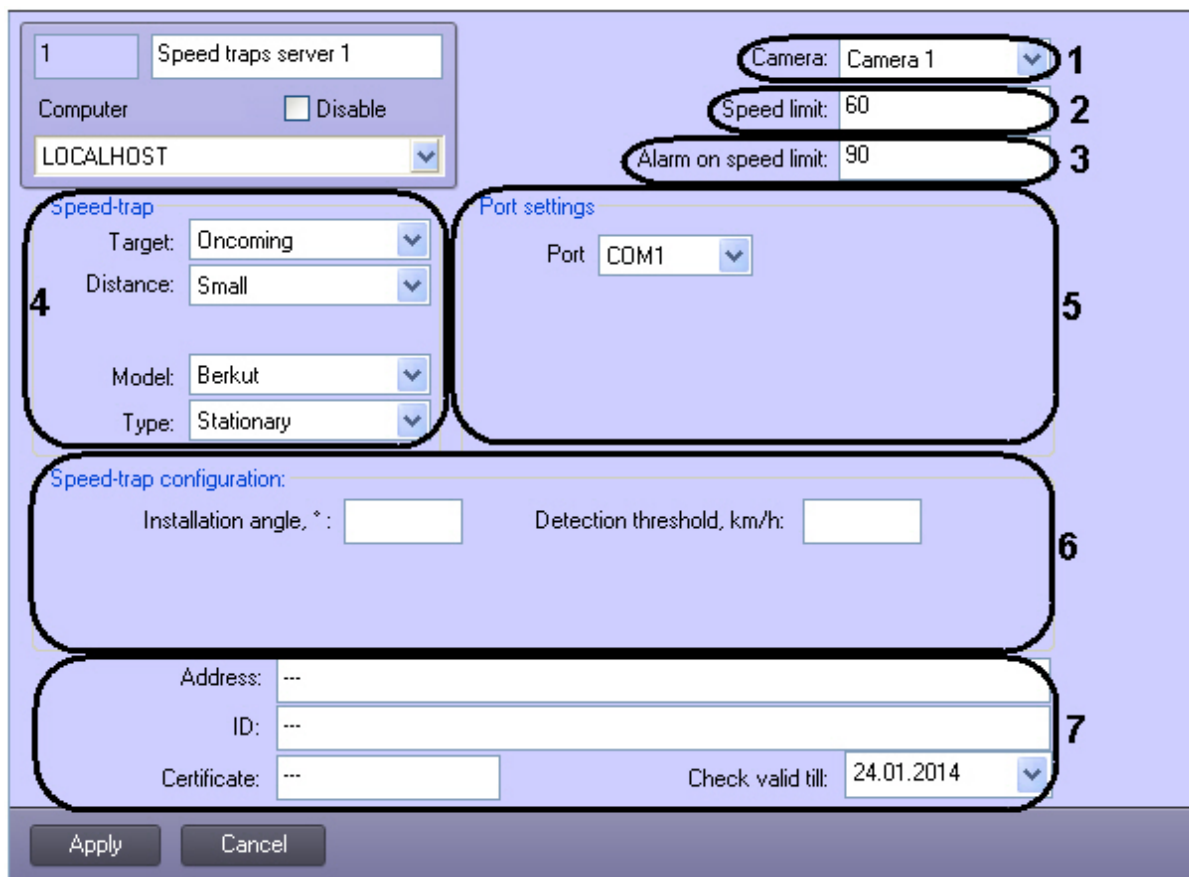 1 Speed traps server 1
Computer Disable
LOCALHOST
Camera: Camera 1 1
Speed limit: 60 2
Alarm on speed limit: 90 3
Speed-trap
Target: Oncoming
Distance: Small
4
Model: Berkut
Type: Stationary
Port settings
Port COM1
5
Speed-trap configuration:
Installation angle, ° : Detection threshold, km/h:
6
Address: ---
ID: ---
7
Certificate: --- Check valid till: 24.01.2014
Apply Cancel